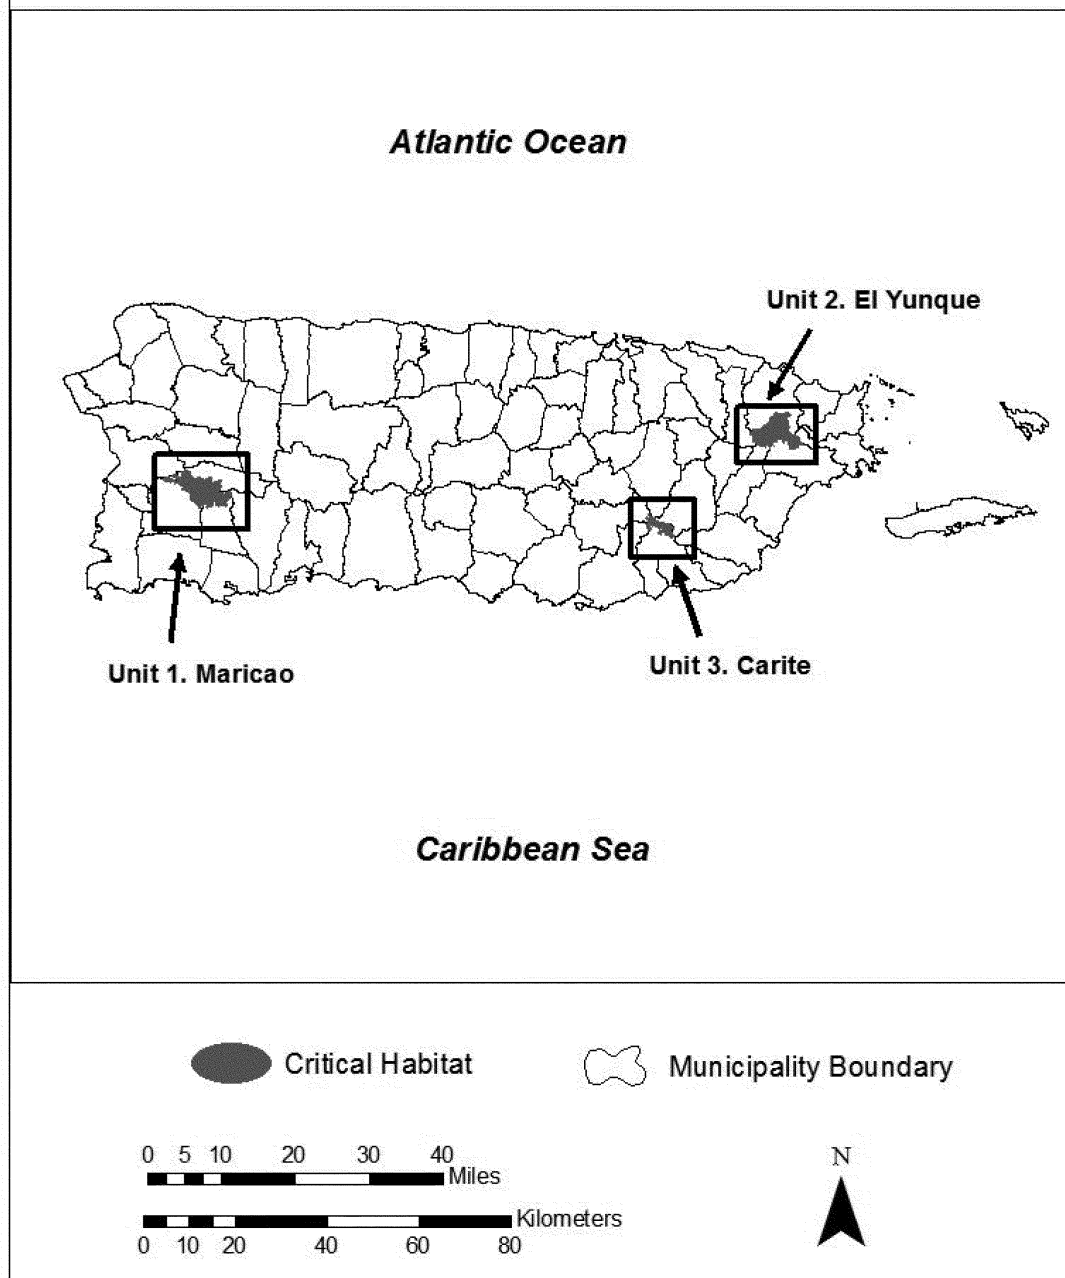 Atlantic Ocean
Unit 2. El Yunque
Unit 1. Maricao
Unit 3. Carite
Caribbean Sea
Critical Habitat
Municipality Boundary
0 5 10 20 30 40
Miles
Kilometers
0 10 20 40 60 80
N